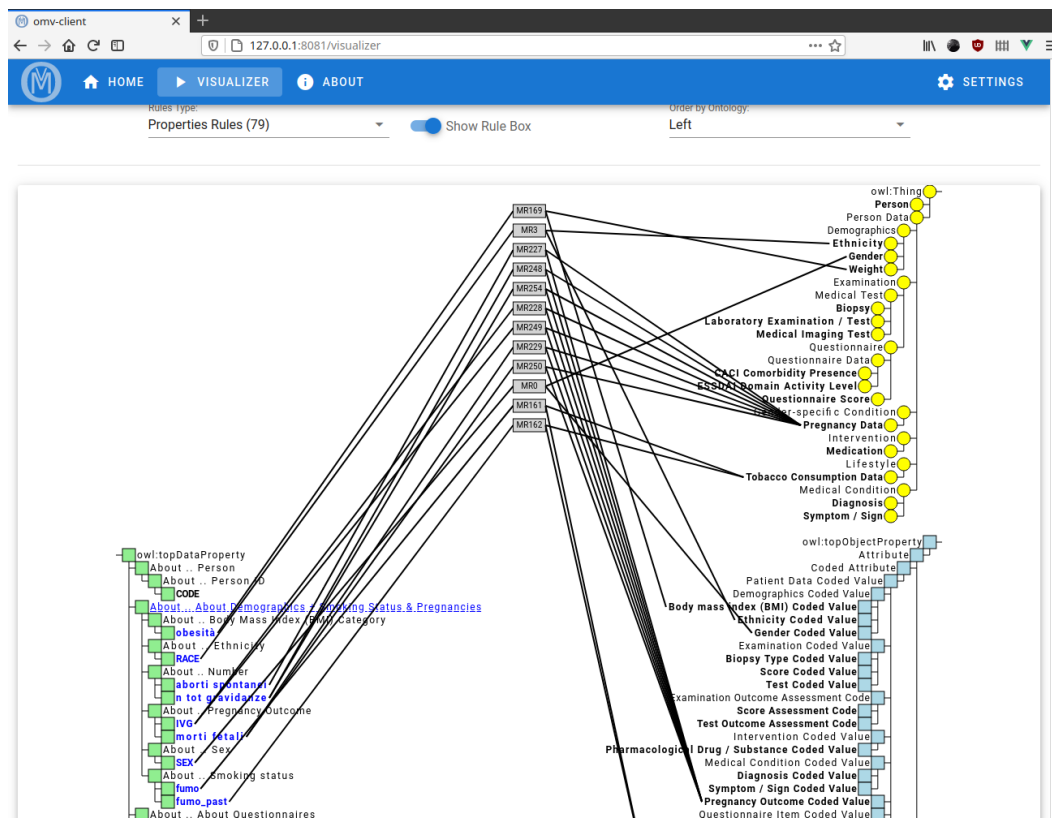 omv-client
127.0.0.1:8081/visualizer
HOME
VISUALIZER
ABOUT
SETTINGS
Rules Type:
Properties Rules (79)
Show Rule Box
Order by Ontology:
Left
MR169
MR3
MR227
MR248
MR254
MR228
MR249
MR229
MR250
MR0
MR161
MR162
owl:Thing
Person
Person Data
Demographics
Ethnicity
Gender
Weight
Examination
Medical Test
Biopsy
Laboratory Examination / Test
Medical Imaging Test
Questionnaire
Questionnaire Data
CACI Comorbidity Presence
ESSDAI Domain Activity Level
Questionnaire Score
Gender-specific Condition
Pregnancy Data
Intervention
Medication
Lifestyle
Tobacco Consumption Data
Medical Condition
Diagnosis
Symptom / Sign
owl:topDataProperty
About .. Person
About .. Person ID
CODE
About .. About Demographics + Smoking Status & Pregnancies
About .. Body Mass Index (BMI) Category
obesità
About .. Ethnicity
RACE
About .. Number
aborti spontanei
n tot gravidanze
About .. Pregnancy Outcome
IVG
morti fetali
About .. Sex
SEX
About .. Smoking status
fumo
fumo_past
About .. About Questionnaires
owl:topObjectProperty
Attribute
Coded Attribute
Patient Data Coded Value
Demographics Coded Value
Body mass index (BMI) Coded Value
Ethnicity Coded Value
Gender Coded Value
Examination Coded Value
Biopsy Type Coded Value
Score Coded Value
Test Coded Value
Examination Outcome Assessment Code
Score Assessment Code
Test Outcome Assessment Code
Intervention Coded Value
Pharmacological Drug / Substance Coded Value
Medical Condition Coded Value
Diagnosis Coded Value
Symptom / Sign Coded Value
Pregnancy Outcome Coded Value
Questionnaire Item Coded Value